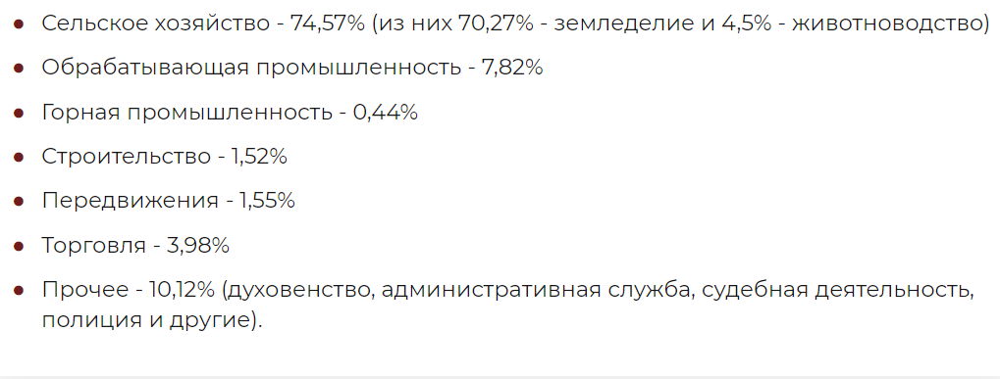 ● Сельское хозяйство - 74,57% (из них 70,27% - земледелие и 4,5% - животноводство)
● Обрабатывающая промышленность - 7,82%
● Горная промышленность - 0,44%
● Строительство - 1,52%
● Передвижения - 1,55%
● Торговля - 3,98%
● Прочее - 10,12% (духовенство, административная служба, судебная деятельность,
полиция и другие).